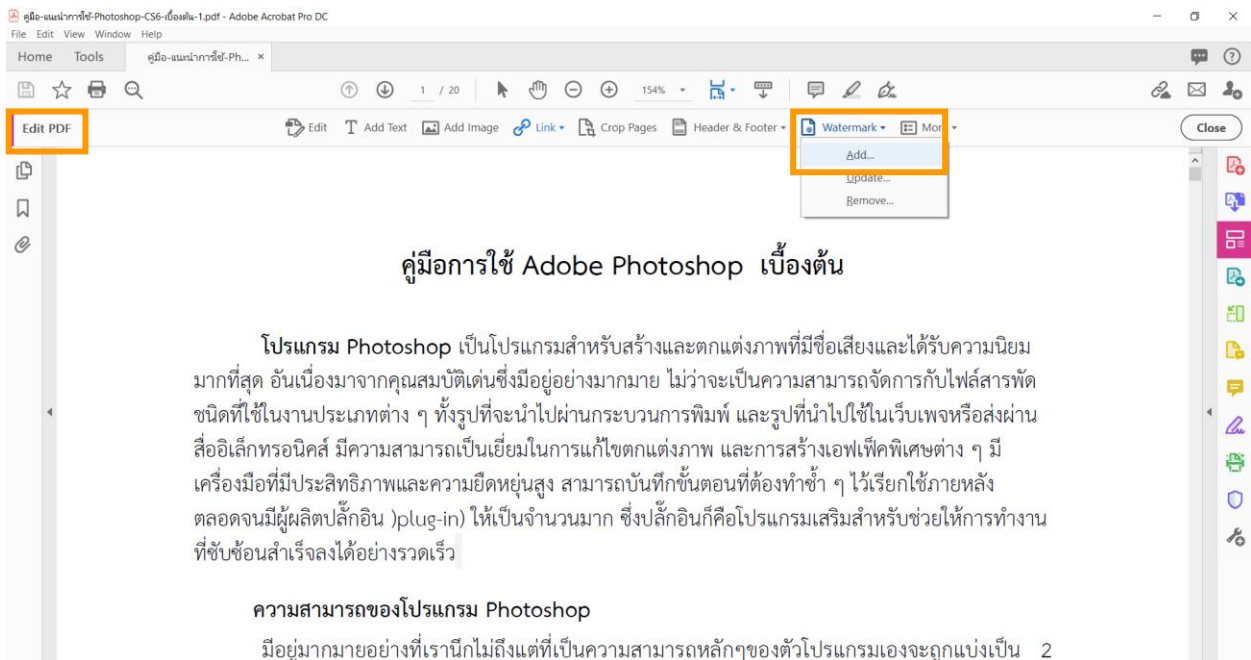 คู่มือ-แนะนำการใช้-Photoshop-CS6-เบื้องต้น-1.pdf - Adobe Acrobat Pro DC
File Edit View Window Help
Home Tools คู่มือ-แนะนำการใช้-Ph... ×
1 / 20 154%
Edit PDF Edit Add Text Add Image Link Crop Pages Header & Footer Watermark Mor Close
Add...
Update...
Remove...
คู่มือการใช้ Adobe Photoshop เบื้องต้น
โปรแกรม Photoshop เป็นโปรแกรมสำหรับสร้างและตกแต่งภาพที่มีชื่อเสียงและได้รับความนิยม
มากที่สุด อันเนื่องมาจากคุณสมบัติเด่นซึ่งมีอยู่อย่างมากมาย ไม่ว่าจะเป็นความสามารถจัดการกับไฟล์สารพัด
ชนิดที่ใช้ในงานประเภทต่าง ๆ ทั้งรูปที่จะนำไปผ่านกระบวนการพิมพ์ และรูปที่นำไปใช้ในเว็บเพจหรือส่งผ่าน
สื่ออิเล็กทรอนิคส์ มีความสามารถเป็นเยี่ยมในการแก้ไขตกแต่งภาพ และการสร้างเอฟเฟ็คพิเศษต่าง ๆ มี
เครื่องมือที่มีประสิทธิภาพและความยืดหยุ่นสูง สามารถบันทึกขั้นตอนที่ต้องทำซ้ำ ๆ ไว้เรียกใช้ภายหลัง
ตลอดจนมีผู้ผลิตปลั๊กอิน )plug-in) ให้เป็นจำนวนมาก ซึ่งปลั๊กอินก็คือโปรแกรมเสริมสำหรับช่วยให้การทำงาน
ที่ซับซ้อนสำเร็จลงได้อย่างรวดเร็ว
ความสามารถของโปรแกรม Photoshop
มีอยู่มากมายอย่างที่เรานึกไม่ถึงแต่ที่เป็นความสามารถหลักๆของตัวโปรแกรมเองจะถูกแบ่งเป็น 2